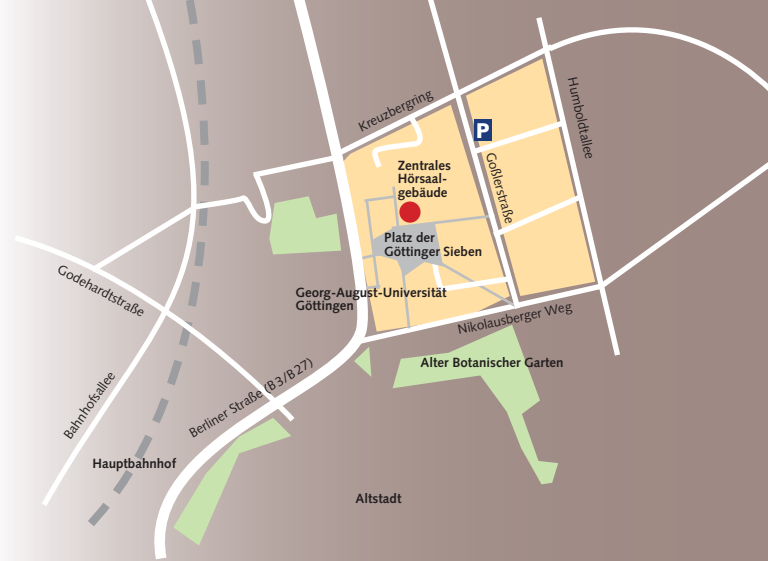 Kreuzbergring
Humboldtallee
P
Goßlerstraße
Zentrales
Hörsaal-
gebäude
Platz der
Göttinger Sieben
Godehardtstraße
Georg-August-Universität
Göttingen
Nikolausberger Weg
Bahnhofsallee
Berliner Straße (B3/B27)
Alter Botanischer Garten
Hauptbahnhof
Altstadt